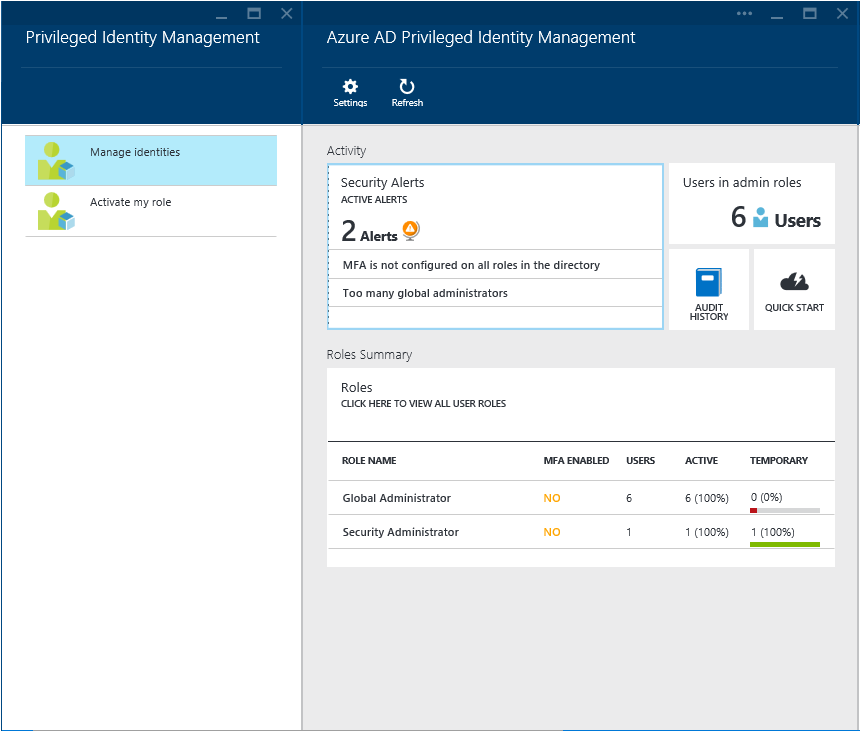 Privileged Identity Management
Manage identities
Activate my role
Azure AD Privileged Identity Management
Settings
Refresh
Activity
Security Alerts
ACTIVE ALERTS
2 Alerts
MFA is not configured on all roles in the directory
Too many global administrators
Users in admin roles
6 Users
AUDIT
HISTORY
QUICK START
Roles Summary
Roles
CLICK HERE TO VIEW ALL USER ROLES
ROLE NAME MFA ENABLED USERS ACTIVE TEMPORARY
Global Administrator NO 6 6 (100%) 0 (0%)
Security Administrator NO 1 1 (100%) 1 (100%)